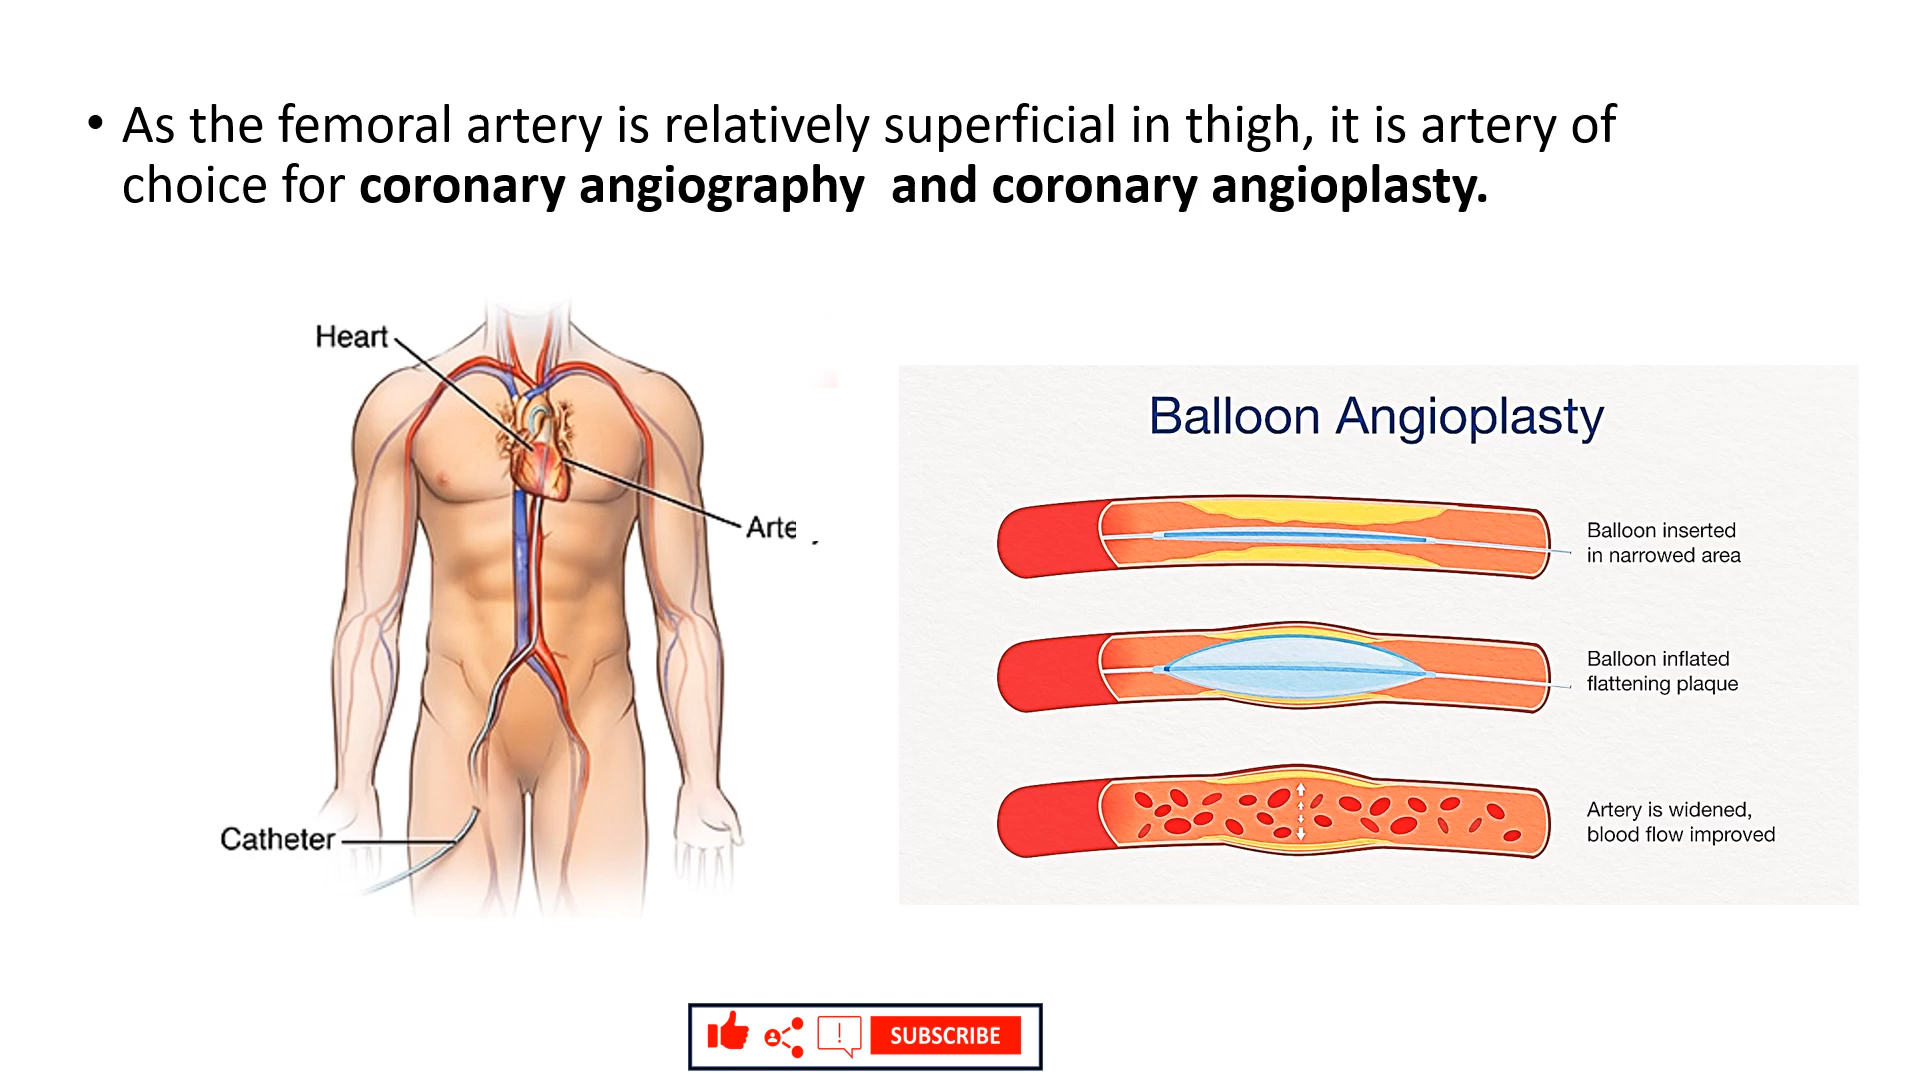 • As the femoral artery is relatively superficial in thigh, it is artery of
choice for coronary angiography  and coronary angioplasty.
Heart
Catheter
Balloon Angioplasty
Balloon inserted
in narrowed area
Balloon inflated
flattening plaque
Artery is widened,
blood flow improved
SUBSCRIBE